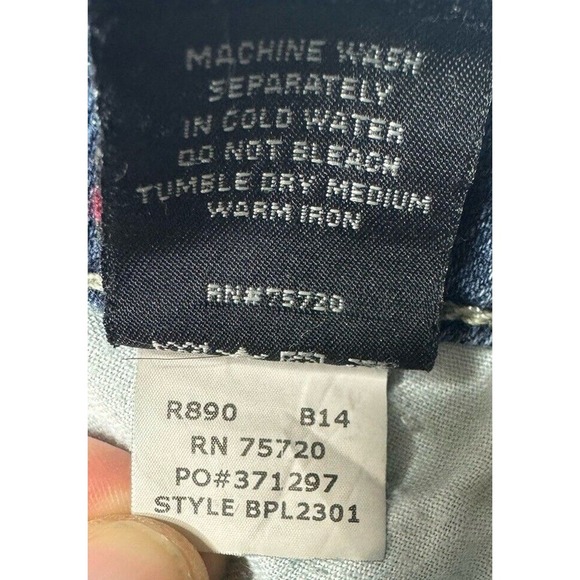 MACHINE WASH
SEPARATELY
IN COLD WATER
DO NOT BLEACH
TUMBLE DRY MEDIUM
WARM IRON
RN#75720
R890 B14
RN 75720
PO#371297
STYLE BPL2301